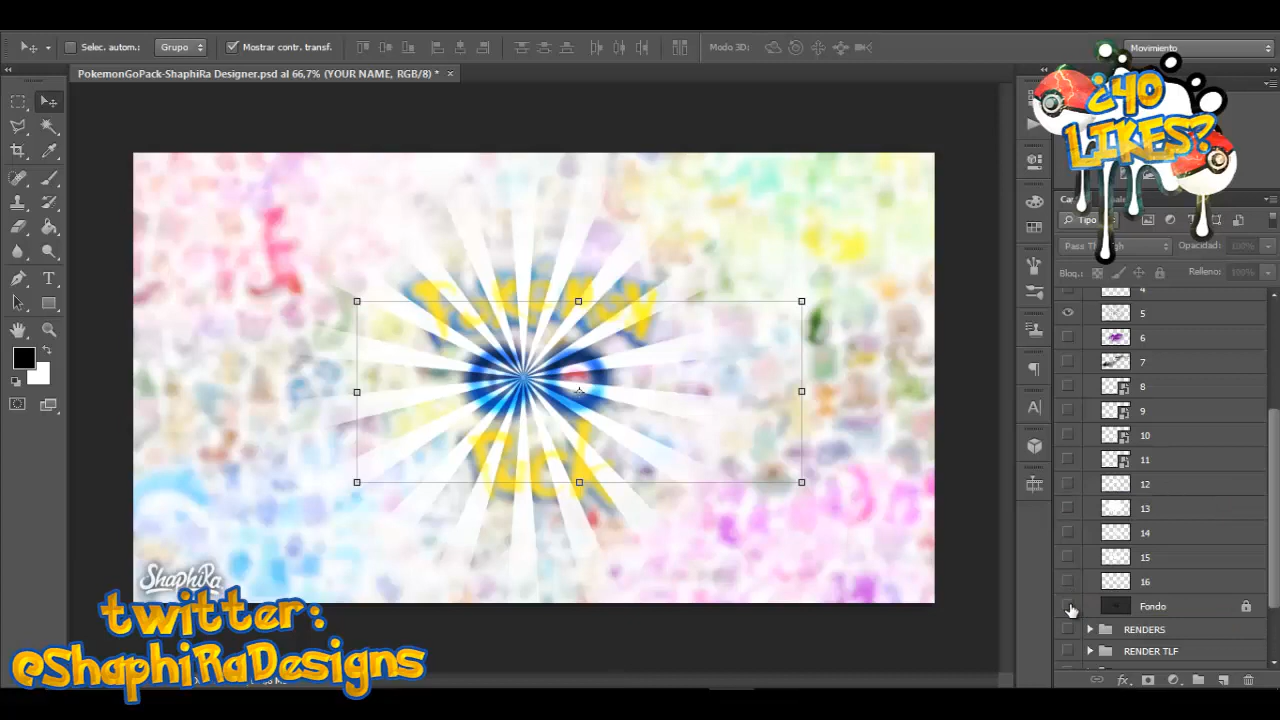 Selec. autom.: Grupo Mostrar contr. transf. Modo 3D: Movimiento
PokemonGoPack-ShaphiRa Designer.psd al 66,7% (YOUR NAME, RGB/8) * ×
¿40
LIKES?
Tipo
Pass Through Opacidad: 100%
Bloq.: Relleno: 100%
4
5
6
7
8
9
10
11
12
13
14
15
16
Fondo
RENDERS
RENDER TLF
Pack
ShaphiRa
twitter:
@ShaphiRaDesigns